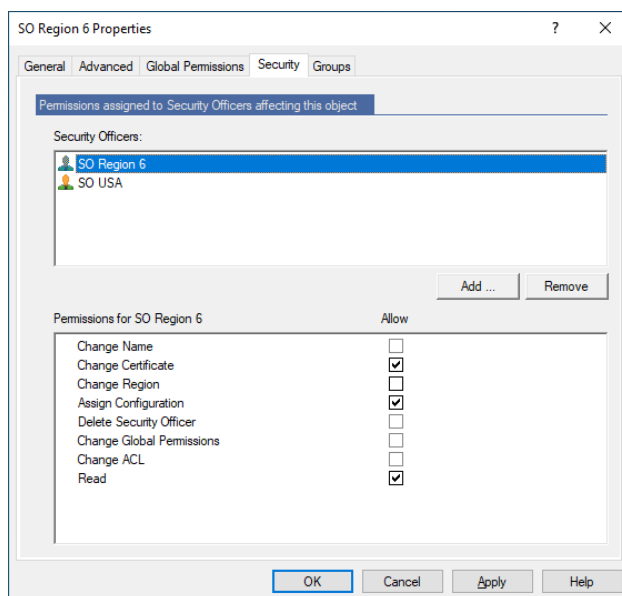 SO Region 6 Properties
General Advanced Global Permissions Security Groups
Permissions assigned to Security Officers affecting this object
Security Officers:
SO Region 6
SO USA
Add ... Remove
Permissions for SO Region 6 Allow
Change Name
Change Certificate
Change Region
Assign Configuration
Delete Security Officer
Change Global Permissions
Change ACL
Read
OK Cancel Apply Help